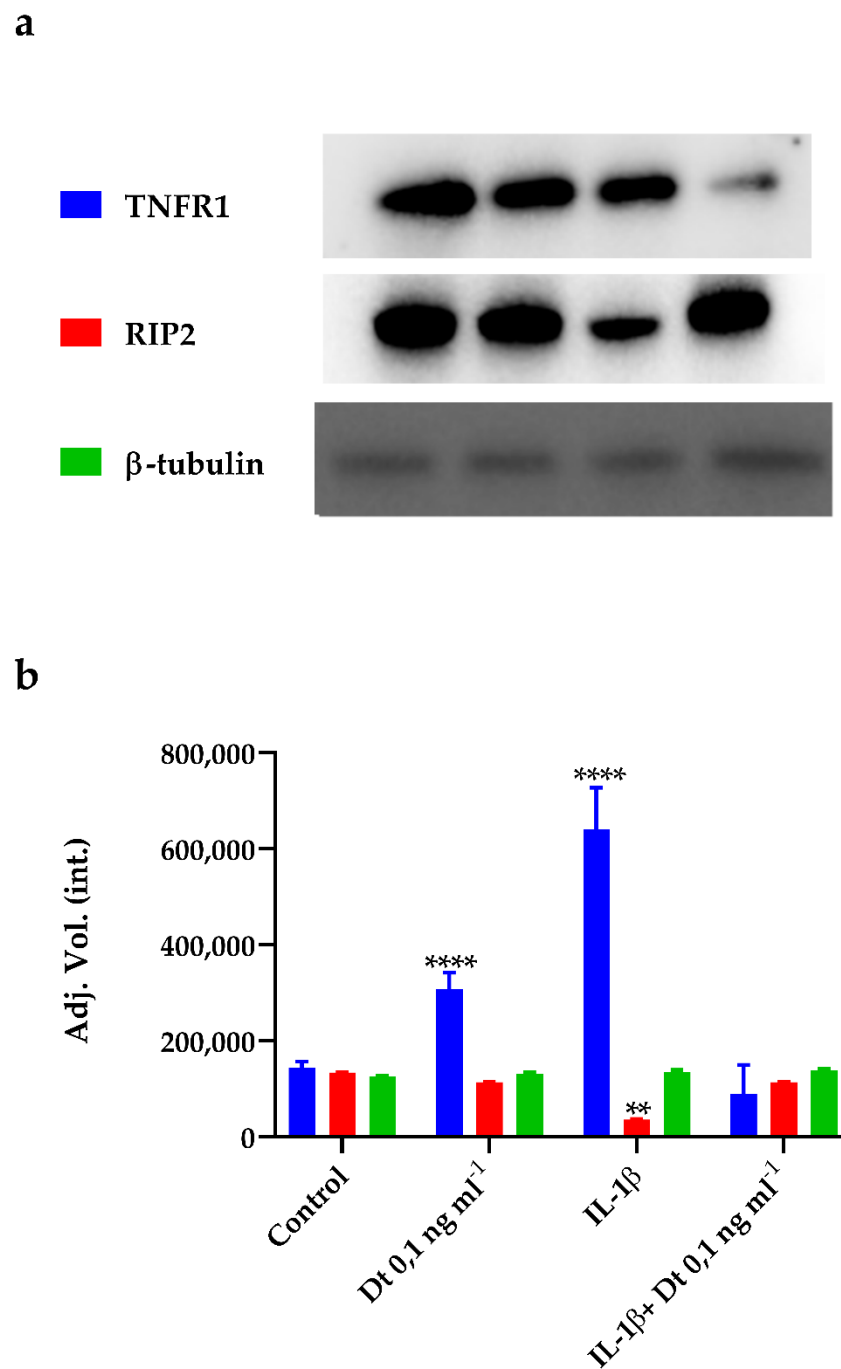 a
TNFR1
RIP2
β-tubulin
b
Adj. Vol. (int.)
800,000
600,000
400,000
200,000
0
****
****
**
Control
Dt 0,1 ng ml⁻¹
IL-1β
IL-1β+ Dt 0,1 ng ml⁻¹